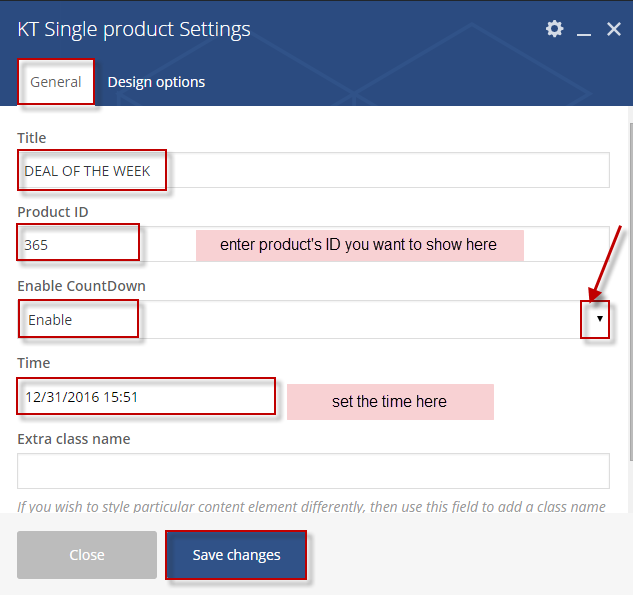 KT Single product Settings
General Design options
Title
DEAL OF THE WEEK
Product ID
365 enter product's ID you want to show here
Enable CountDown
Enable
Time
12/31/2016 15:51 set the time here
Extra class name
If you wish to style particular content element differently, then use this field to add a class name
Close Save changes